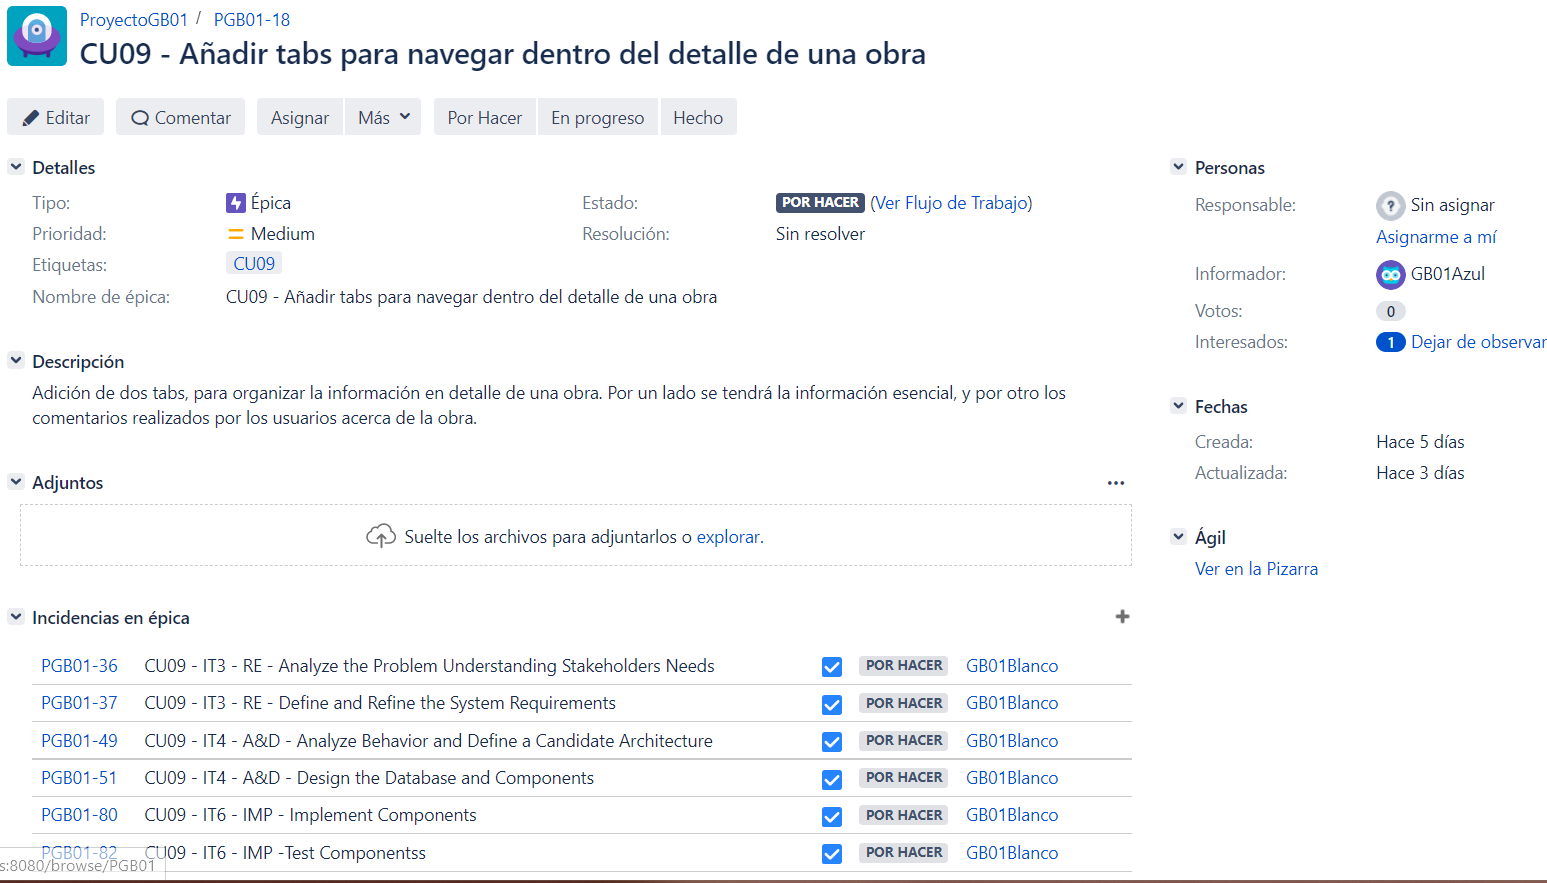 ProyectoGB01 / PGB01-18
CU09 - Añadir tabs para navegar dentro del detalle de una obra
Editar Comentar Asignar Más Por Hacer En progreso Hecho
Detalles
Tipo: Épica Estado: POR HACER (Ver Flujo de Trabajo)
Prioridad: Medium Resolución: Sin resolver
Etiquetas: CU09
Nombre de épica: CU09 - Añadir tabs para navegar dentro del detalle de una obra
Descripción
Adición de dos tabs, para organizar la información en detalle de una obra. Por un lado se tendrá la información esencial, y por otro los
comentarios realizados por los usuarios acerca de la obra.
Adjuntos
Suelte los archivos para adjuntarlos o explorar.
Incidencias en épica
PGB01-36 CU09 - IT3 - RE - Analyze the Problem Understanding Stakeholders Needs POR HACER GB01Blanco
PGB01-37 CU09 - IT3 - RE - Define and Refine the System Requirements POR HACER GB01Blanco
PGB01-49 CU09 - IT4 - A&D - Analyze Behavior and Define a Candidate Architecture POR HACER GB01Blanco
PGB01-51 CU09 - IT4 - A&D - Design the Database and Components POR HACER GB01Blanco
PGB01-80 CU09 - IT6 - IMP - Implement Components POR HACER GB01Blanco
PGB01-82 CU09 - IT6 - IMP -Test Componentss POR HACER GB01Blanco
s:8080/browse/PGB01
Personas
Responsable: ? Sin asignar
Asignarme a mí
Informador: GB01Azul
Votos: 0
Interesados: 1 Dejar de observar
Fechas
Creada: Hace 5 días
Actualizada: Hace 3 días
Ágil
Ver en la Pizarra